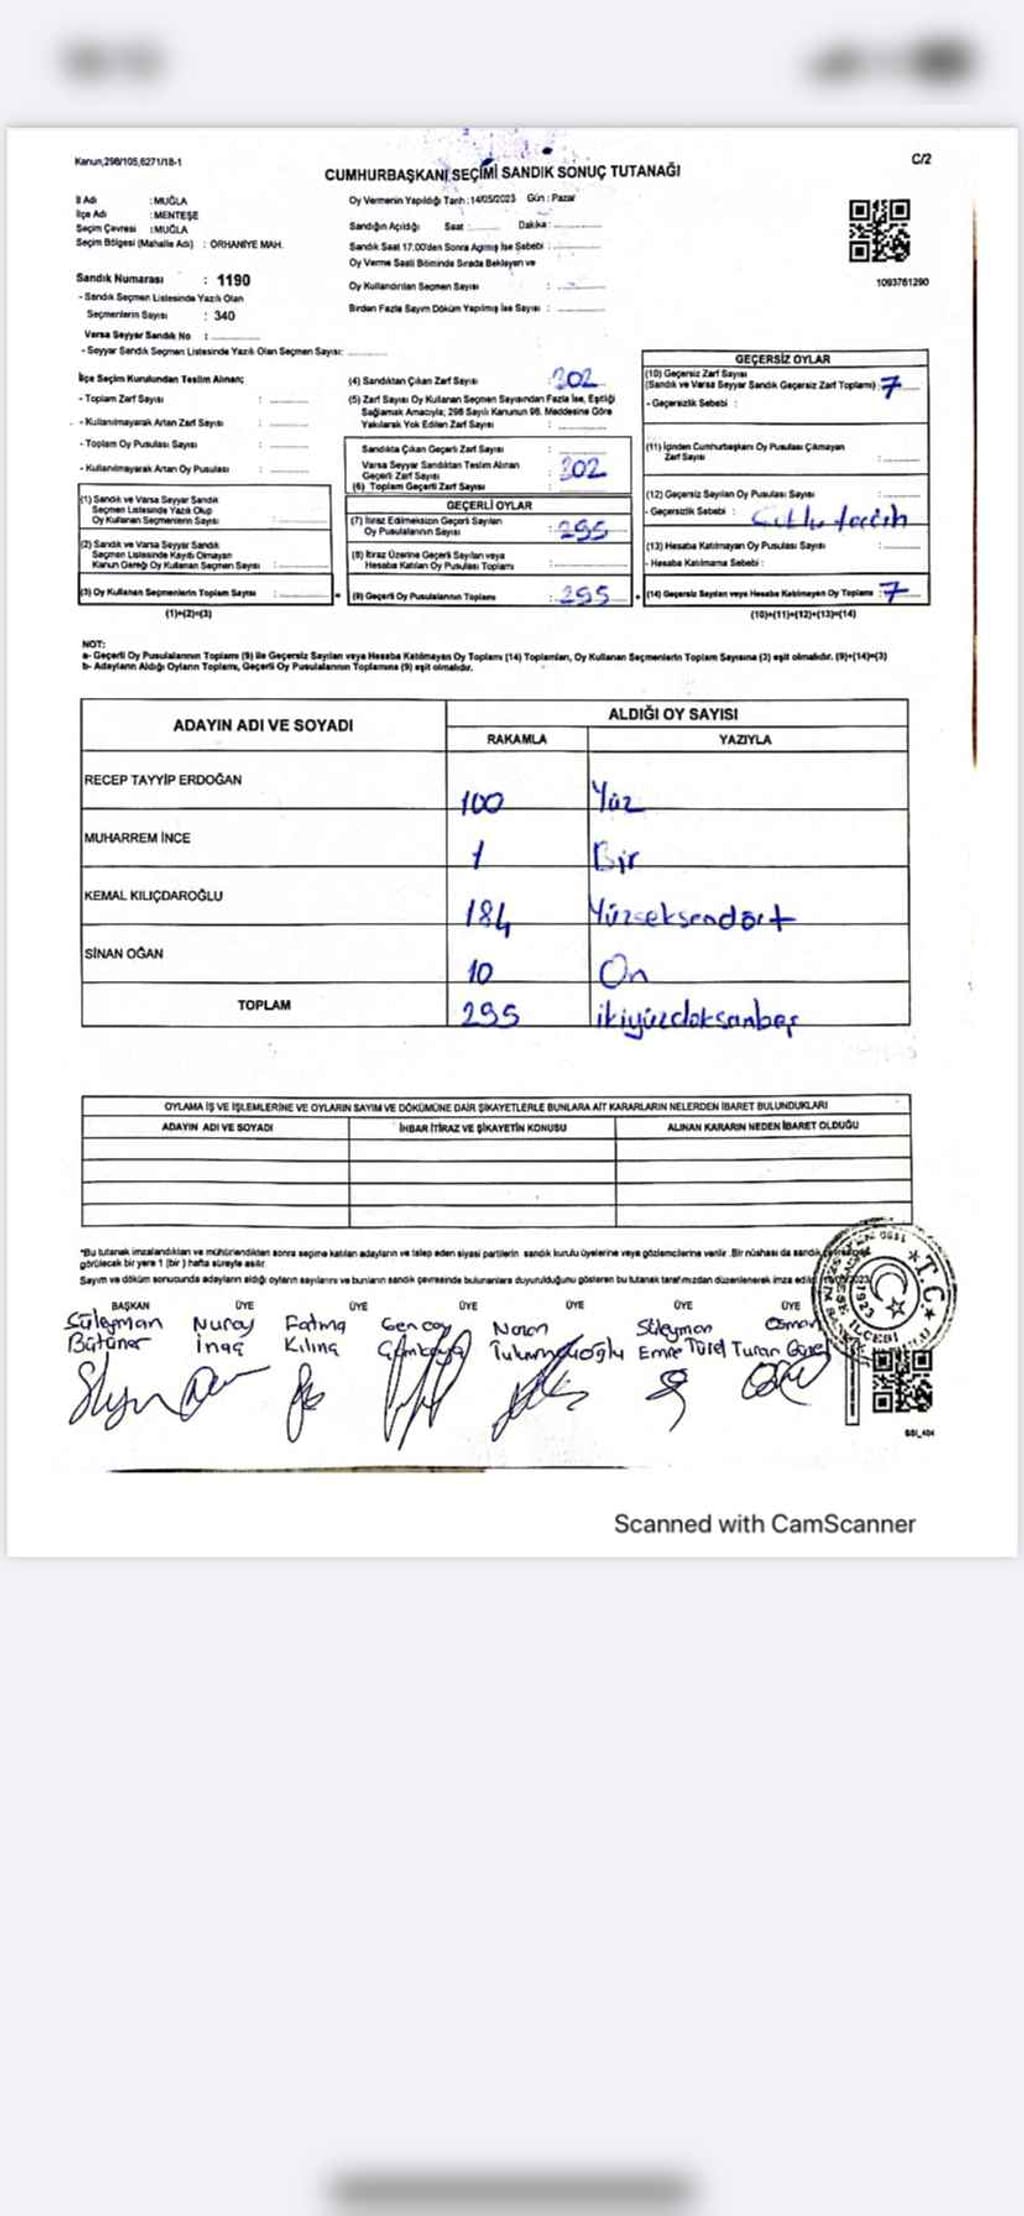 Kanun,298/105,6271/18-1
C/2
CUMHURBAŞKANI SEÇİMİ SANDIK SONUÇ TUTANAĞI
İl Adı : MUĞLA
İlçe Adı : MENTEŞE
Seçim Çevresi : MUĞLA
Seçim Bölgesi (Mahalle Adı) : ORHANİYE MAH.
Sandık Numarası : 1190
- Sandık Seçmen Listesinde Yazılı Olan
Seçmenlerin Sayısı : 340
Varsa Seyyar Sandık No :
- Seyyar Sandık Seçmen Listesinde Yazılı Olan Seçmen Sayısı:
Oy Vermenin Yapıldığı Tarih : 14/05/2023 Gün : Pazar
Sandığın Açıldığı Saat : Dakika :
Sandık Saat 17.00'den Sonra Açılmış İse Sebebi :
Oy Verme Saati Bitiminde Sırada Bekleyen ve
Oy Kullandırılan Seçmen Sayısı :
Birden Fazla Sayım Döküm Yapılmış İse Sayısı :
1093761290
İlçe Seçim Kurulundan Teslim Alınan;
- Toplam Zarf Sayısı :
- Kullanılmayarak Artan Zarf Sayısı :
- Toplam Oy Pusulası Sayısı :
- Kullanılmayarak Artan Oy Pusulası :
(1) Sandık ve Varsa Seyyar Sandık
Seçmen Listesinde Yazılı Olup
Oy Kullanan Seçmenlerin Sayısı :
(2) Sandık ve Varsa Seyyar Sandık
Seçmen Listesinde Kayıtlı Olmayan
Kanun Gereği Oy Kullanan Seçmen Sayısı :
(3) Oy Kullanan Seçmenlerin Toplam Sayısı :
(1)+(2)=(3)
(4) Sandıktan Çıkan Zarf Sayısı : 302
(5) Zarf Sayısı Oy Kullanan Seçmen Sayısından Fazla İse, Eşitliği
Sağlamak Amacıyla; 298 Sayılı Kanunun 98. Maddesine Göre
Yakılarak Yok Edilen Zarf Sayısı :
Sandıkta Çıkan Geçerli Zarf Sayısı :
Varsa Seyyar Sandıktan Teslim Alınan
Geçerli Zarf Sayısı : 302
(6) Toplam Geçerli Zarf Sayısı
GEÇERLİ OYLAR
(7) İtiraz Edilmeksizin Geçerli Sayılan
Oy Pusulalarının Sayısı : 295
(8) İtiraz Üzerine Geçerli Sayılan veya
Hesaba Katılan Oy Pusulası Toplamı :
(9) Geçerli Oy Pusulalarının Toplamı : 295
GEÇERSİZ OYLAR
(10) Geçersiz Zarf Sayısı
(Sandık ve Varsa Seyyar Sandık Geçersiz Zarf Toplamı) : 7
- Geçersizlik Sebebi :
(11) İçinden Cumhurbaşkanı Oy Pusulası Çıkmayan
Zarf Sayısı :
(12) Geçersiz Sayılan Oy Pusulası Sayısı :
- Geçersizlik Sebebi :
(13) Hesaba Katılmayan Oy Pusulası Sayısı :
- Hesaba Katılmama Sebebi :
(14) Geçersiz Sayılan veya Hesaba Katılmayan Oy Toplamı : 7
(10)+(11)+(12)+(13)=(14)
NOT:
a- Geçerli Oy Pusulalarının Toplamı (9) ile Geçersiz Sayılan veya Hesaba Katılmayan Oy Toplamı (14) Toplamları, Oy Kullanan Seçmenlerin Toplam Sayısına (3) eşit olmalıdır. (9)+(14)=(3)
b- Adayların Aldığı Oyların Toplamı, Geçerli Oy Pusulalarının Toplamına (9) eşit olmalıdır.
ADAYIN ADI VE SOYADI
ALDIĞI OY SAYISI
RAKAMLA YAZIYLA
RECEP TAYYİP ERDOĞAN 100 Yüz
MUHARREM İNCE 1 Bir
KEMAL KILIÇDAROĞLU 184 Yüzseksendört
SİNAN OĞAN 10 On
TOPLAM 295 ikiyüzdoksanbeş
OYLAMA İŞ VE İŞLEMLERİNE VE OYLARIN SAYIM VE DÖKÜMÜNE DAİR ŞİKAYETLERLE BUNLARA AİT KARARLARIN NELERDEN İBARET BULUNDUKLARI
ADAYIN ADI VE SOYADI İHBAR İTİRAZ VE ŞİKAYETİN KONUSU ALINAN KARARIN NEDEN İBARET OLDUĞU
*Bu tutanak imzalandıktan ve mühürlendikten sonra seçime katılan adayların ve talep eden siyasi partilerin sandık kurulu üyelerine veya gözlemcilerine verilir. Bir nüshası da sandık
görülecek bir yere 1 (bir) hafta süreyle asılır.
Sayım ve döküm sonucunda adayların aldığı oyların sayılarını ve bunların sandık çevresinde bulunanlara duyurulduğunu gösteren bu tutanak tarafımızdan düzenlenerek imza edildi.
BAŞKAN ÜYE ÜYE ÜYE ÜYE ÜYE ÜYE
Süleyman Nuray Fatma Gencay Naran Süleyman Osman
Bütüner İnaç Kılınç Emre Türel Turan
T.C.
Scanned with CamScanner